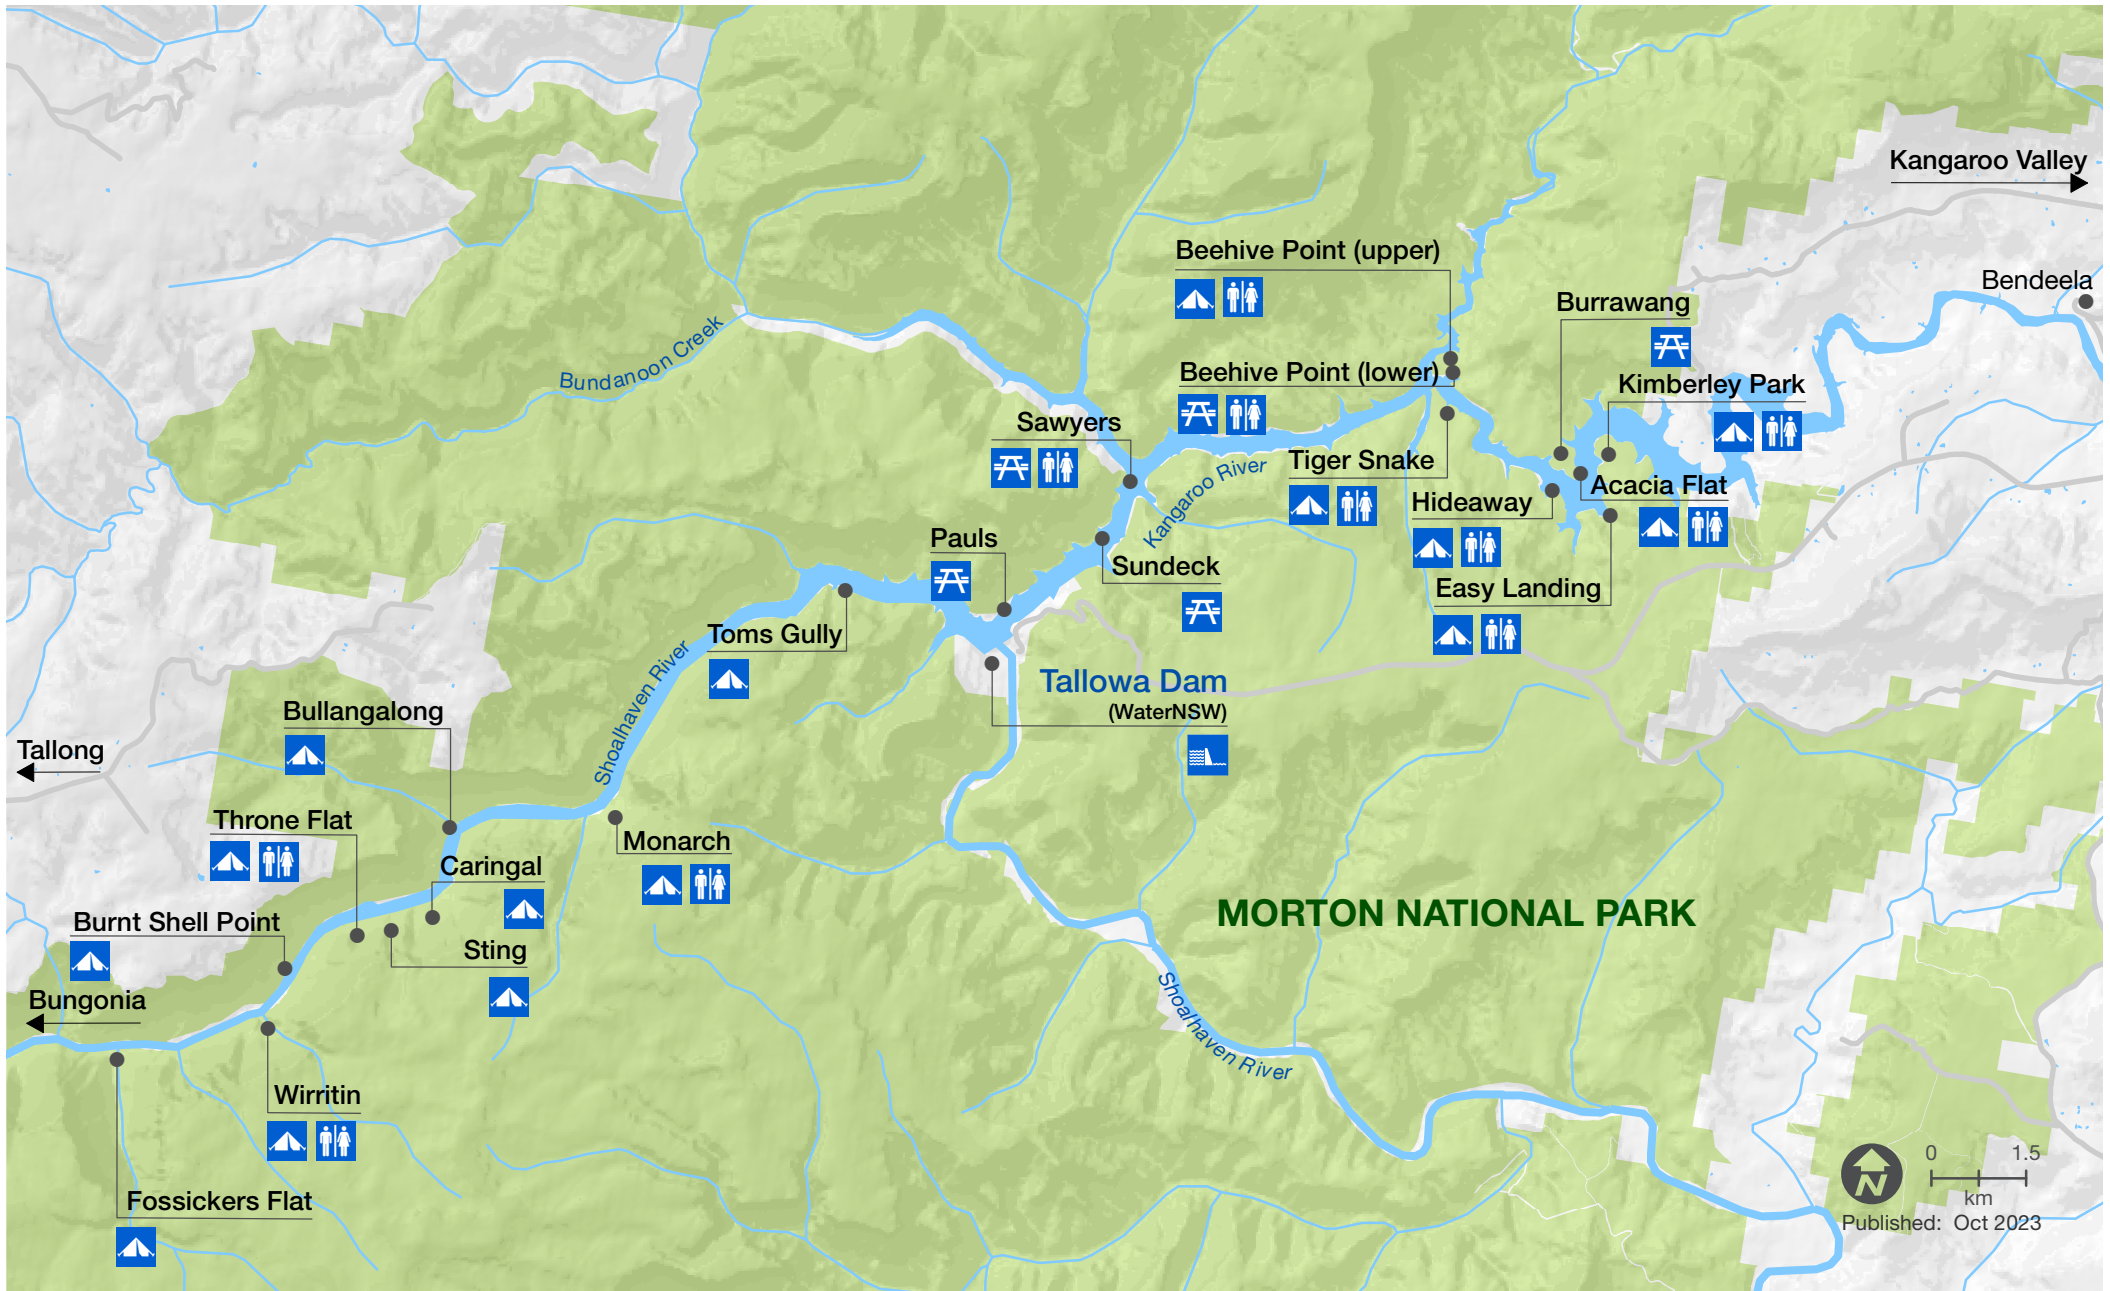 Kangaroo Valley
Beehive Point (upper)
Bendeela
Burrawang
Bundanoon Creek
Beehive Point (lower)
Kimberley Park
Sawyers
Kangaroo River
Tiger Snake
Acacia Flat
Hideaway
Pauls
Sundeck
Easy Landing
Toms Gully
Shoalhaven River
Tallowa Dam
(WaterNSW)
Bullangalong
Tallong
Throne Flat
Monarch
Caringal
MORTON NATIONAL PARK
Burnt Shell Point
Sting
Bungonia
Shoalhaven River
Wirritin
Fossickers Flat
N
0 1.5
km
Published: Oct 2023